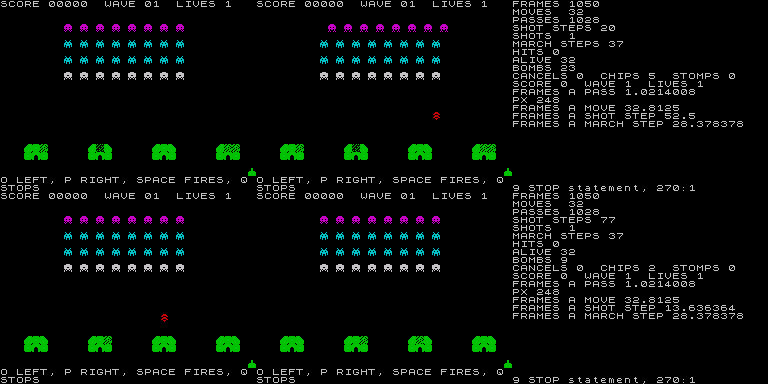 SCORE 00000 WAVE 01 LIVES 1
O LEFT, P RIGHT, SPACE FIRES, Q
STOPS
SCORE 00000 WAVE 01 LIVES 1
O LEFT, P RIGHT, SPACE FIRES, Q
STOPS
FRAMES 1050
MOVES 32
PASSES 1028
SHOT STEPS 20
SHOTS 1
MARCH STEPS 37
HITS 0
ALIVE 32
BOMBS 23
CANCELS 0 CHIPS 5 STOMPS 0
SCORE 0 WAVE 1 LIVES 1
FRAMES A PASS 1.0214008
PX 248
FRAMES A MOVE 32.8125
FRAMES A SHOT STEP 52.5
FRAMES A MARCH STEP 28.378378
9 STOP statement, 270:1
SCORE 00000 WAVE 01 LIVES 1
O LEFT, P RIGHT, SPACE FIRES, Q
STOPS
SCORE 00000 WAVE 01 LIVES 1
O LEFT, P RIGHT, SPACE FIRES, Q
STOPS
FRAMES 1050
MOVES 32
PASSES 1028
SHOT STEPS 77
SHOTS 1
MARCH STEPS 37
HITS 0
ALIVE 32
BOMBS 9
CANCELS 0 CHIPS 2 STOMPS 0
SCORE 0 WAVE 1 LIVES 1
FRAMES A PASS 1.0214008
PX 248
FRAMES A MOVE 32.8125
FRAMES A SHOT STEP 13.636364
FRAMES A MARCH STEP 28.378378
9 STOP statement, 270:1